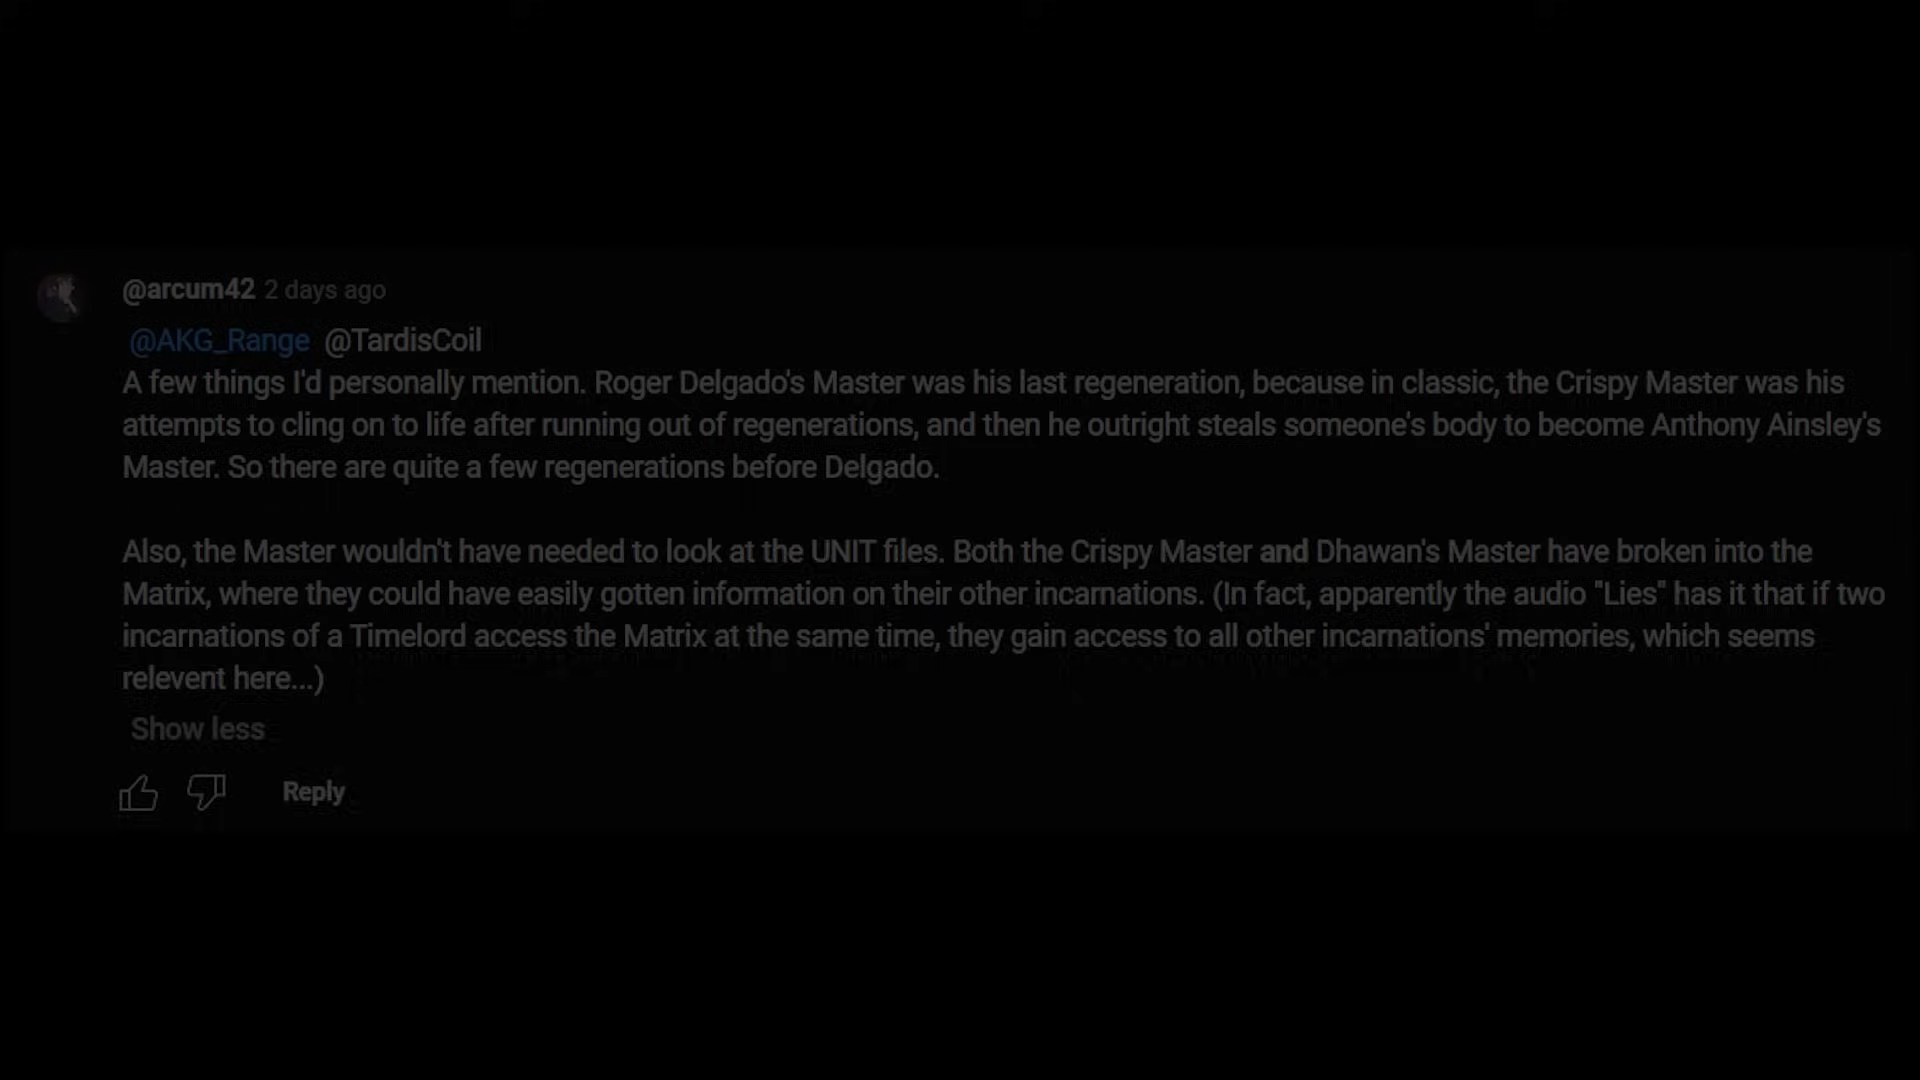 @arcum42 2 days ago
@AKG_Range @TardisCoil
A few things I'd personally mention. Roger Delgado's Master was his last regeneration, because in classic, the Crispy Master was his
attempts to cling on to life after running out of regenerations, and then he outright steals someone's body to become Anthony Ainsley's
Master. So there are quite a few regenerations before Delgado.
Also, the Master wouldn't have needed to look at the UNIT files. Both the Crispy Master and Dhawan's Master have broken into the
Matrix, where they could have easily gotten information on their other incarnations. (In fact, apparently the audio "Lies" has it that if two
incarnations of a Timelord access the Matrix at the same time, they gain access to all other incarnations' memories, which seems
relevent here...)
Show less
Reply